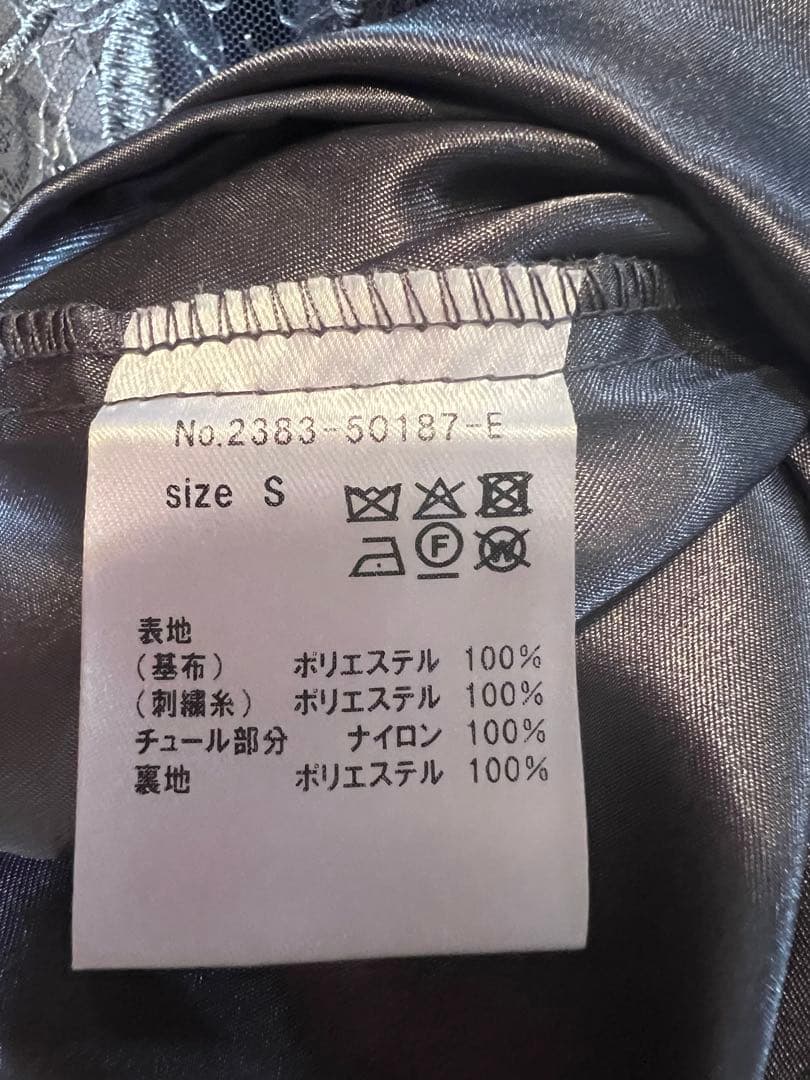 No.2383-50187-E
size S
F W
表地
(基布) ポリエステル 100%
(刺繍糸) ポリエステル 100%
チュール部分 ナイロン 100%
裏地 ポリエステル 100%